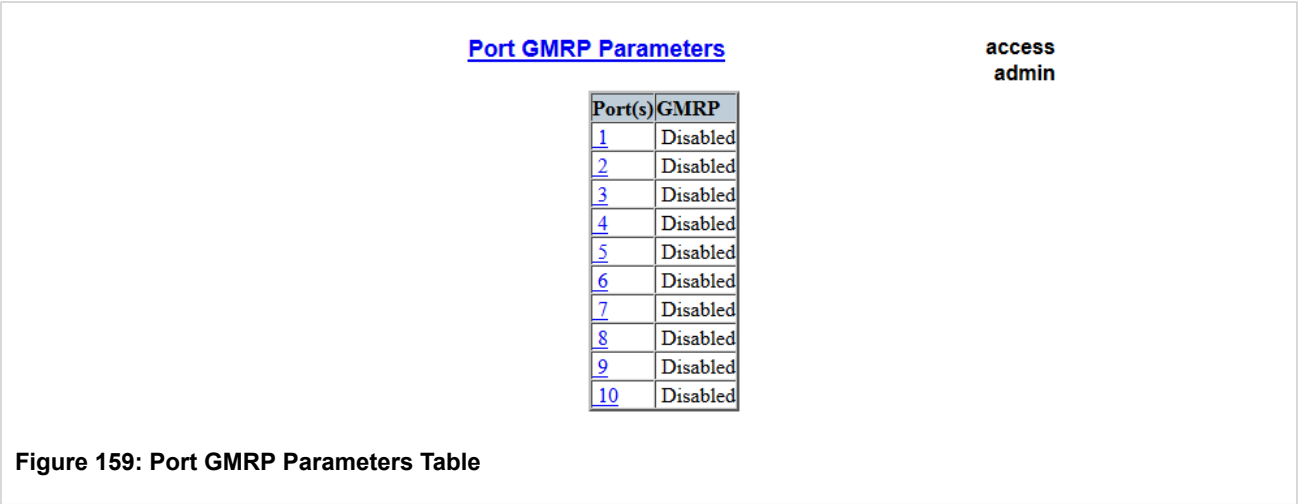 Port GMRP Parameters
access
admin
Port(s) GMRP
1 Disabled
2 Disabled
3 Disabled
4 Disabled
5 Disabled
6 Disabled
7 Disabled
8 Disabled
9 Disabled
10 Disabled
Figure 159: Port GMRP Parameters Table